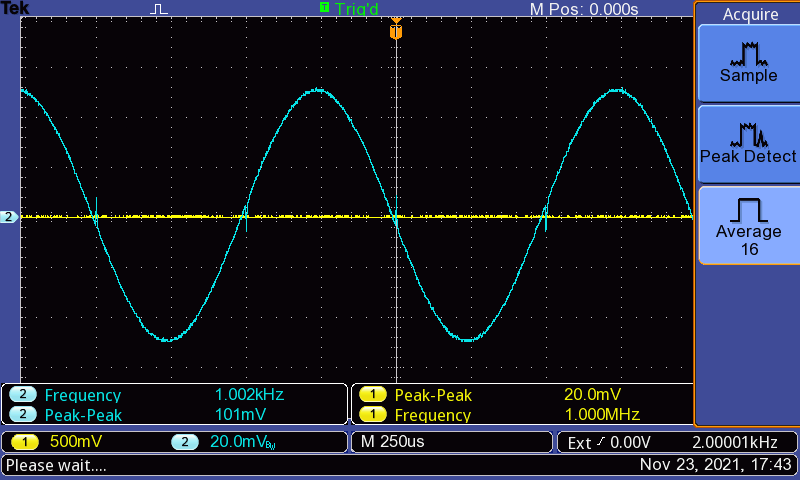 Tek T Trig'd M Pos: 0.000s
Acquire
T
Sample
Peak Detect
2
Average
16
2 Frequency 1.002kHz 1 Peak-Peak 20.0mV
2 Peak-Peak 101mV 1 Frequency 1.000MHz
1 500mV 2 20.0mVBW M 250us Ext 0.00V 2.00001kHz
Please wait.... Nov 23, 2021, 17:43